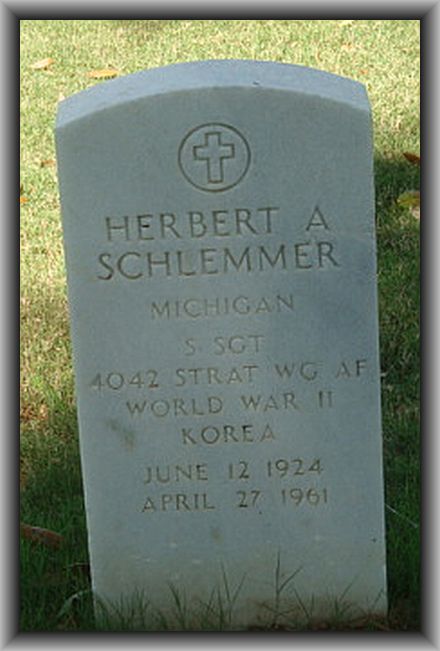 HERBERT A
SCHLEMMER
MICHIGAN
S SGT
4042 STRAT WG AF
WORLD WAR II
KOREA
JUNE 12 1924
APRIL 27 1961